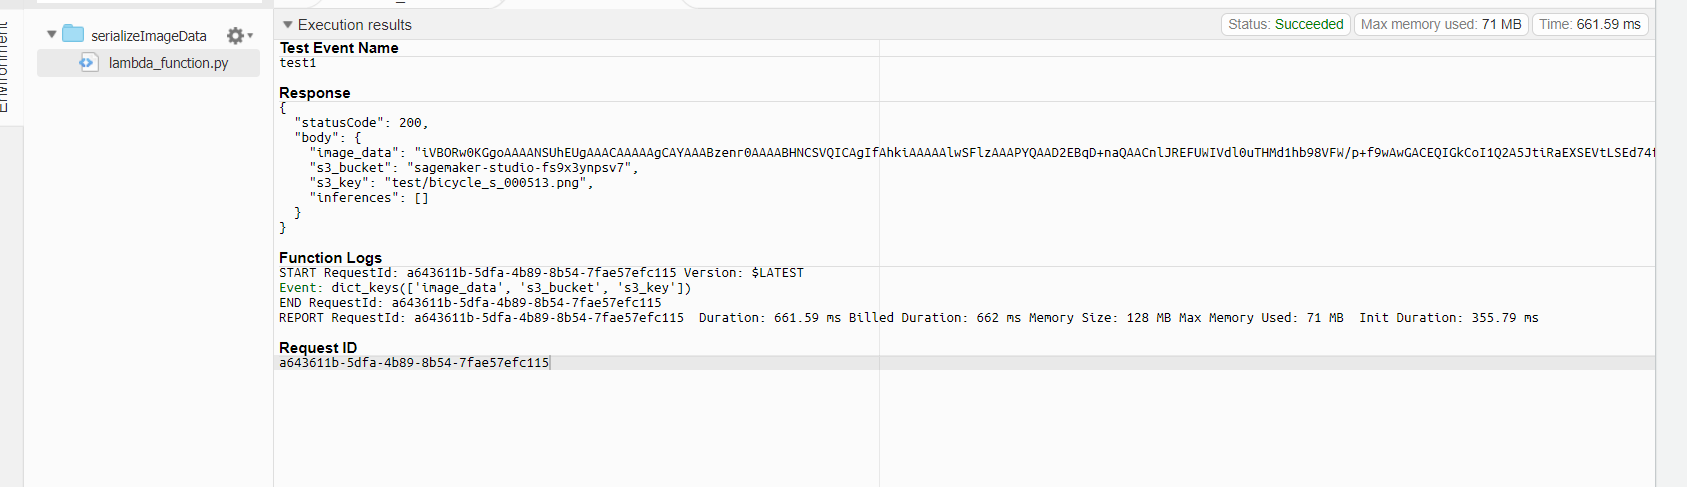 Environment
serializeImageData
lambda_function.py
Execution results
Status: Succeeded
Max memory used: 71 MB
Time: 661.59 ms
Test Event Name
test1
Response
{
"statusCode": 200,
"body": {
"image_data": "iVBORw0KGgoAAAANSUhEUgAAACAAAAAgCAYAAABzenr0AAAABHNCSVQICAgIfAhkiAAAAAlwSFlzAAAPYQAAD2EBqD+naQAACnlJREFUWIVdl0uTHMd1hb98VFW/p+f9wAwGACEQIGkCoI1Q2A5JtiRaEXSEVtLSEd74f
"s3_bucket": "sagemaker-studio-fs9x3ynpsv7",
"s3_key": "test/bicycle_s_000513.png",
"inferences": []
}
}
Function Logs
START RequestId: a643611b-5dfa-4b89-8b54-7fae57efc115 Version: $LATEST
Event: dict_keys(['image_data', 's3_bucket', 's3_key'])
END RequestId: a643611b-5dfa-4b89-8b54-7fae57efc115
REPORT RequestId: a643611b-5dfa-4b89-8b54-7fae57efc115 Duration: 661.59 ms Billed Duration: 662 ms Memory Size: 128 MB Max Memory Used: 71 MB Init Duration: 355.79 ms
Request ID
a643611b-5dfa-4b89-8b54-7fae57efc115